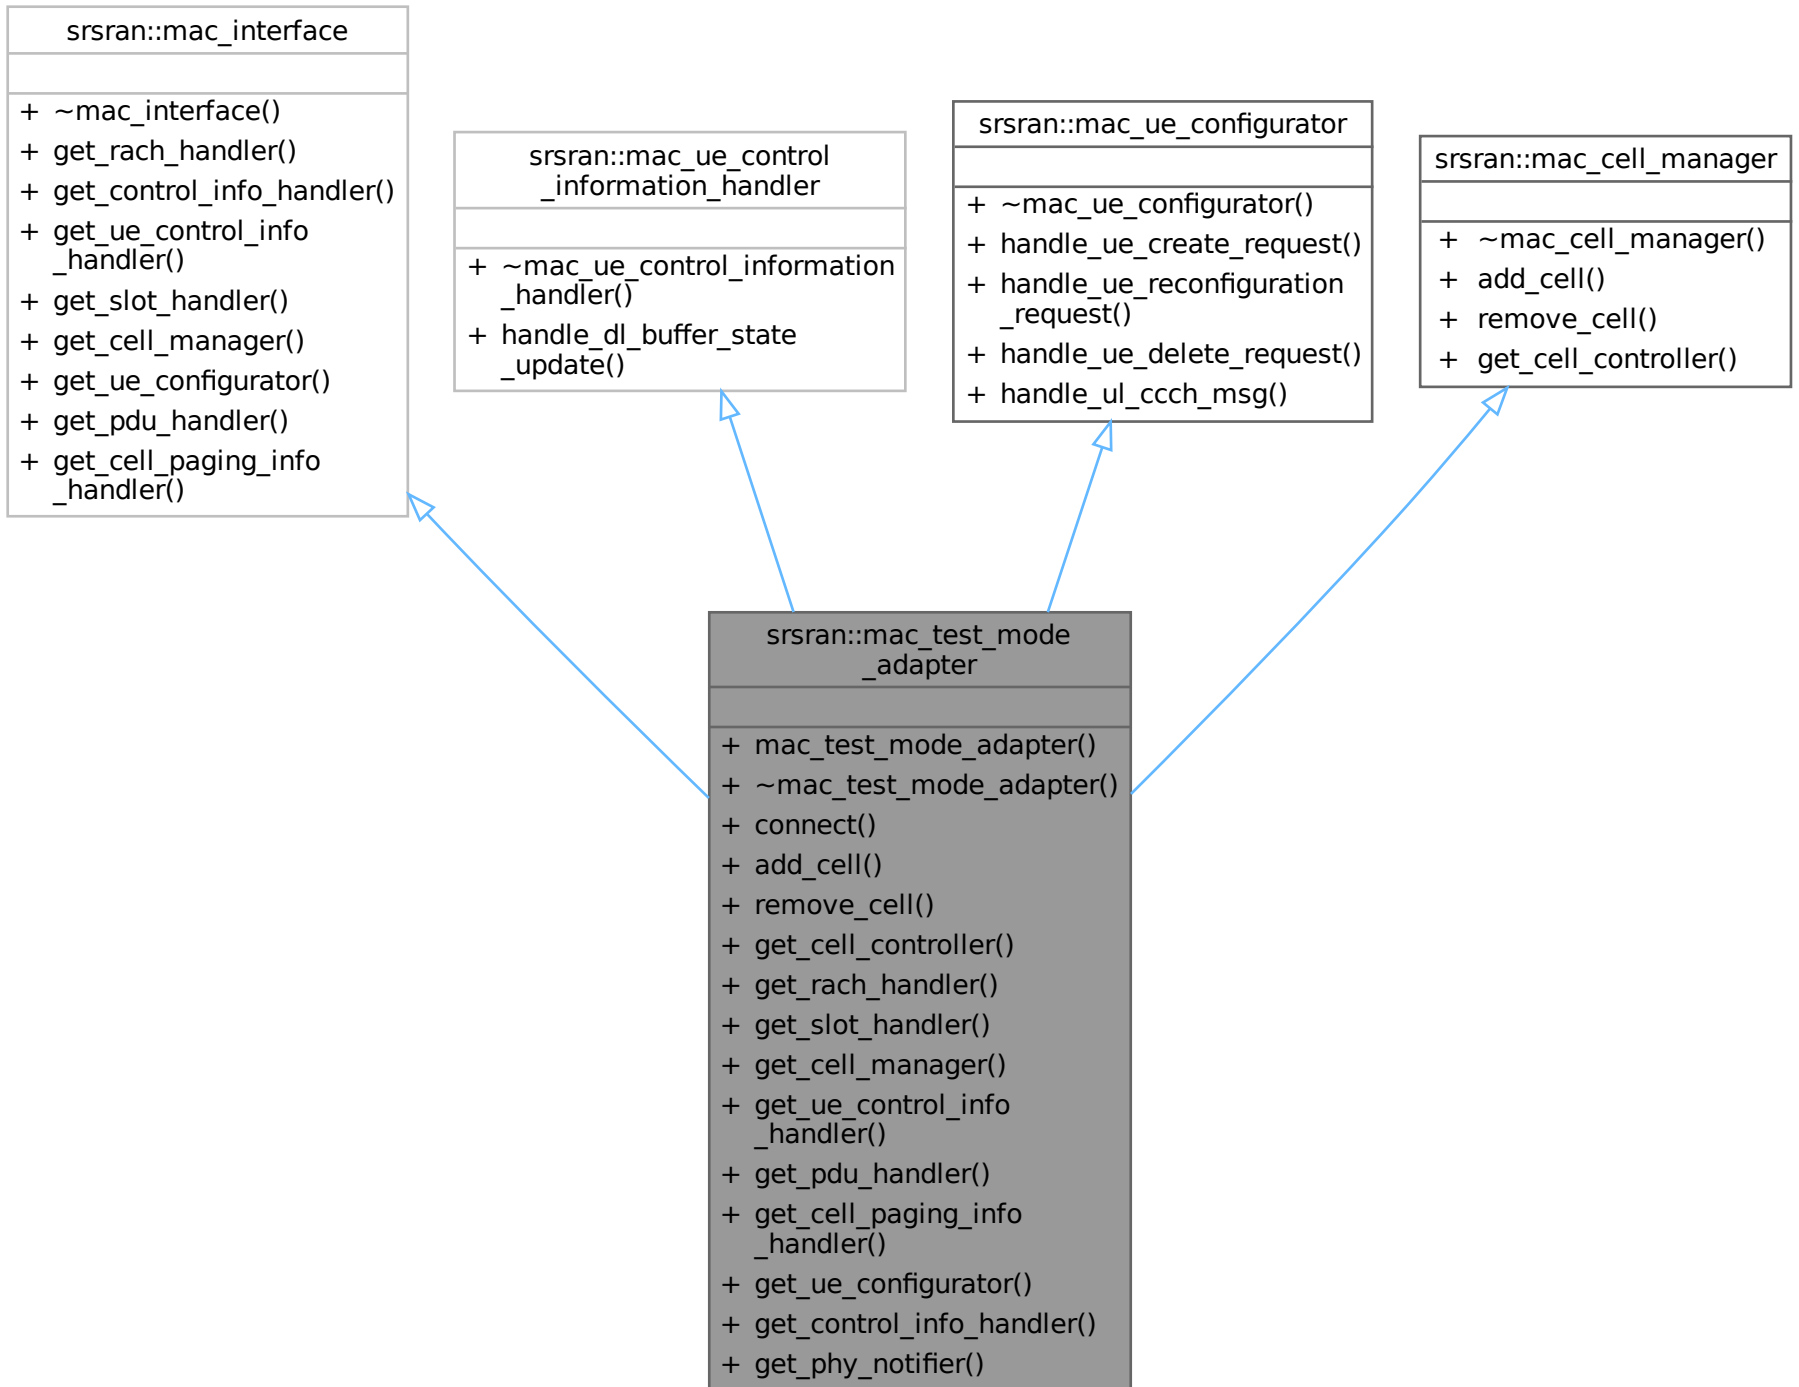 srsran::mac_interface
+ ~mac_interface()
+ get_rach_handler()
+ get_control_info_handler()
+ get_ue_control_info
_handler()
+ get_slot_handler()
+ get_cell_manager()
+ get_ue_configurator()
+ get_pdu_handler()
+ get_cell_paging_info
_handler()
srsran::mac_ue_control
_information_handler
+ ~mac_ue_control_information
_handler()
+ handle_dl_buffer_state
_update()
srsran::mac_ue_configurator
+ ~mac_ue_configurator()
+ handle_ue_create_request()
+ handle_ue_reconfiguration
_request()
+ handle_ue_delete_request()
+ handle_ul_ccch_msg()
srsran::mac_cell_manager
+ ~mac_cell_manager()
+ add_cell()
+ remove_cell()
+ get_cell_controller()
srsran::mac_test_mode
_adapter
+ mac_test_mode_adapter()
+ ~mac_test_mode_adapter()
+ connect()
+ add_cell()
+ remove_cell()
+ get_cell_controller()
+ get_rach_handler()
+ get_slot_handler()
+ get_cell_manager()
+ get_ue_control_info
_handler()
+ get_pdu_handler()
+ get_cell_paging_info
_handler()
+ get_ue_configurator()
+ get_control_info_handler()
+ get_phy_notifier()